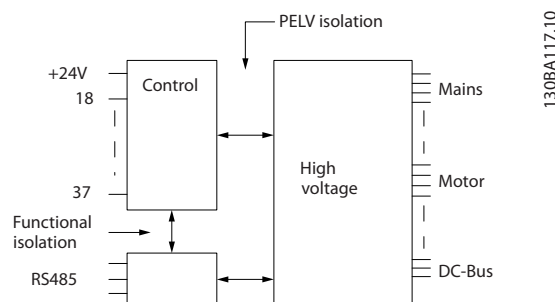 PELV isolation
130BA117.10
+24V
Control
18
Mains
37
High
voltage
Motor
Functional
isolation
RS485
DC-Bus